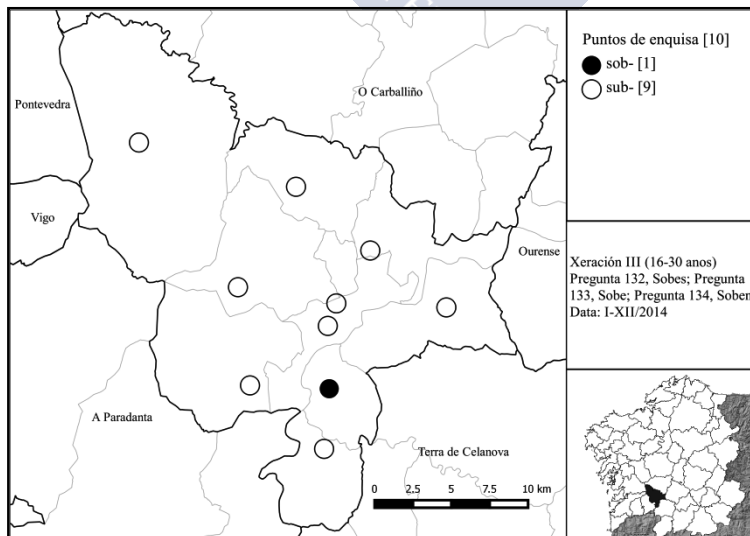 Puntos de enquisa [10]
sob- [1]
sub- [9]
O Carballiño
Pontevedra
Vigo
Ourense
Xeración III (16-30 anos)
Pregunta 132, Sobes; Pregunta
133, Sobe; Pregunta 134, Soben
Data: I-XII/2014
A Paradanta
Terra de Celanova
0 2,5 5 7,5 10 km